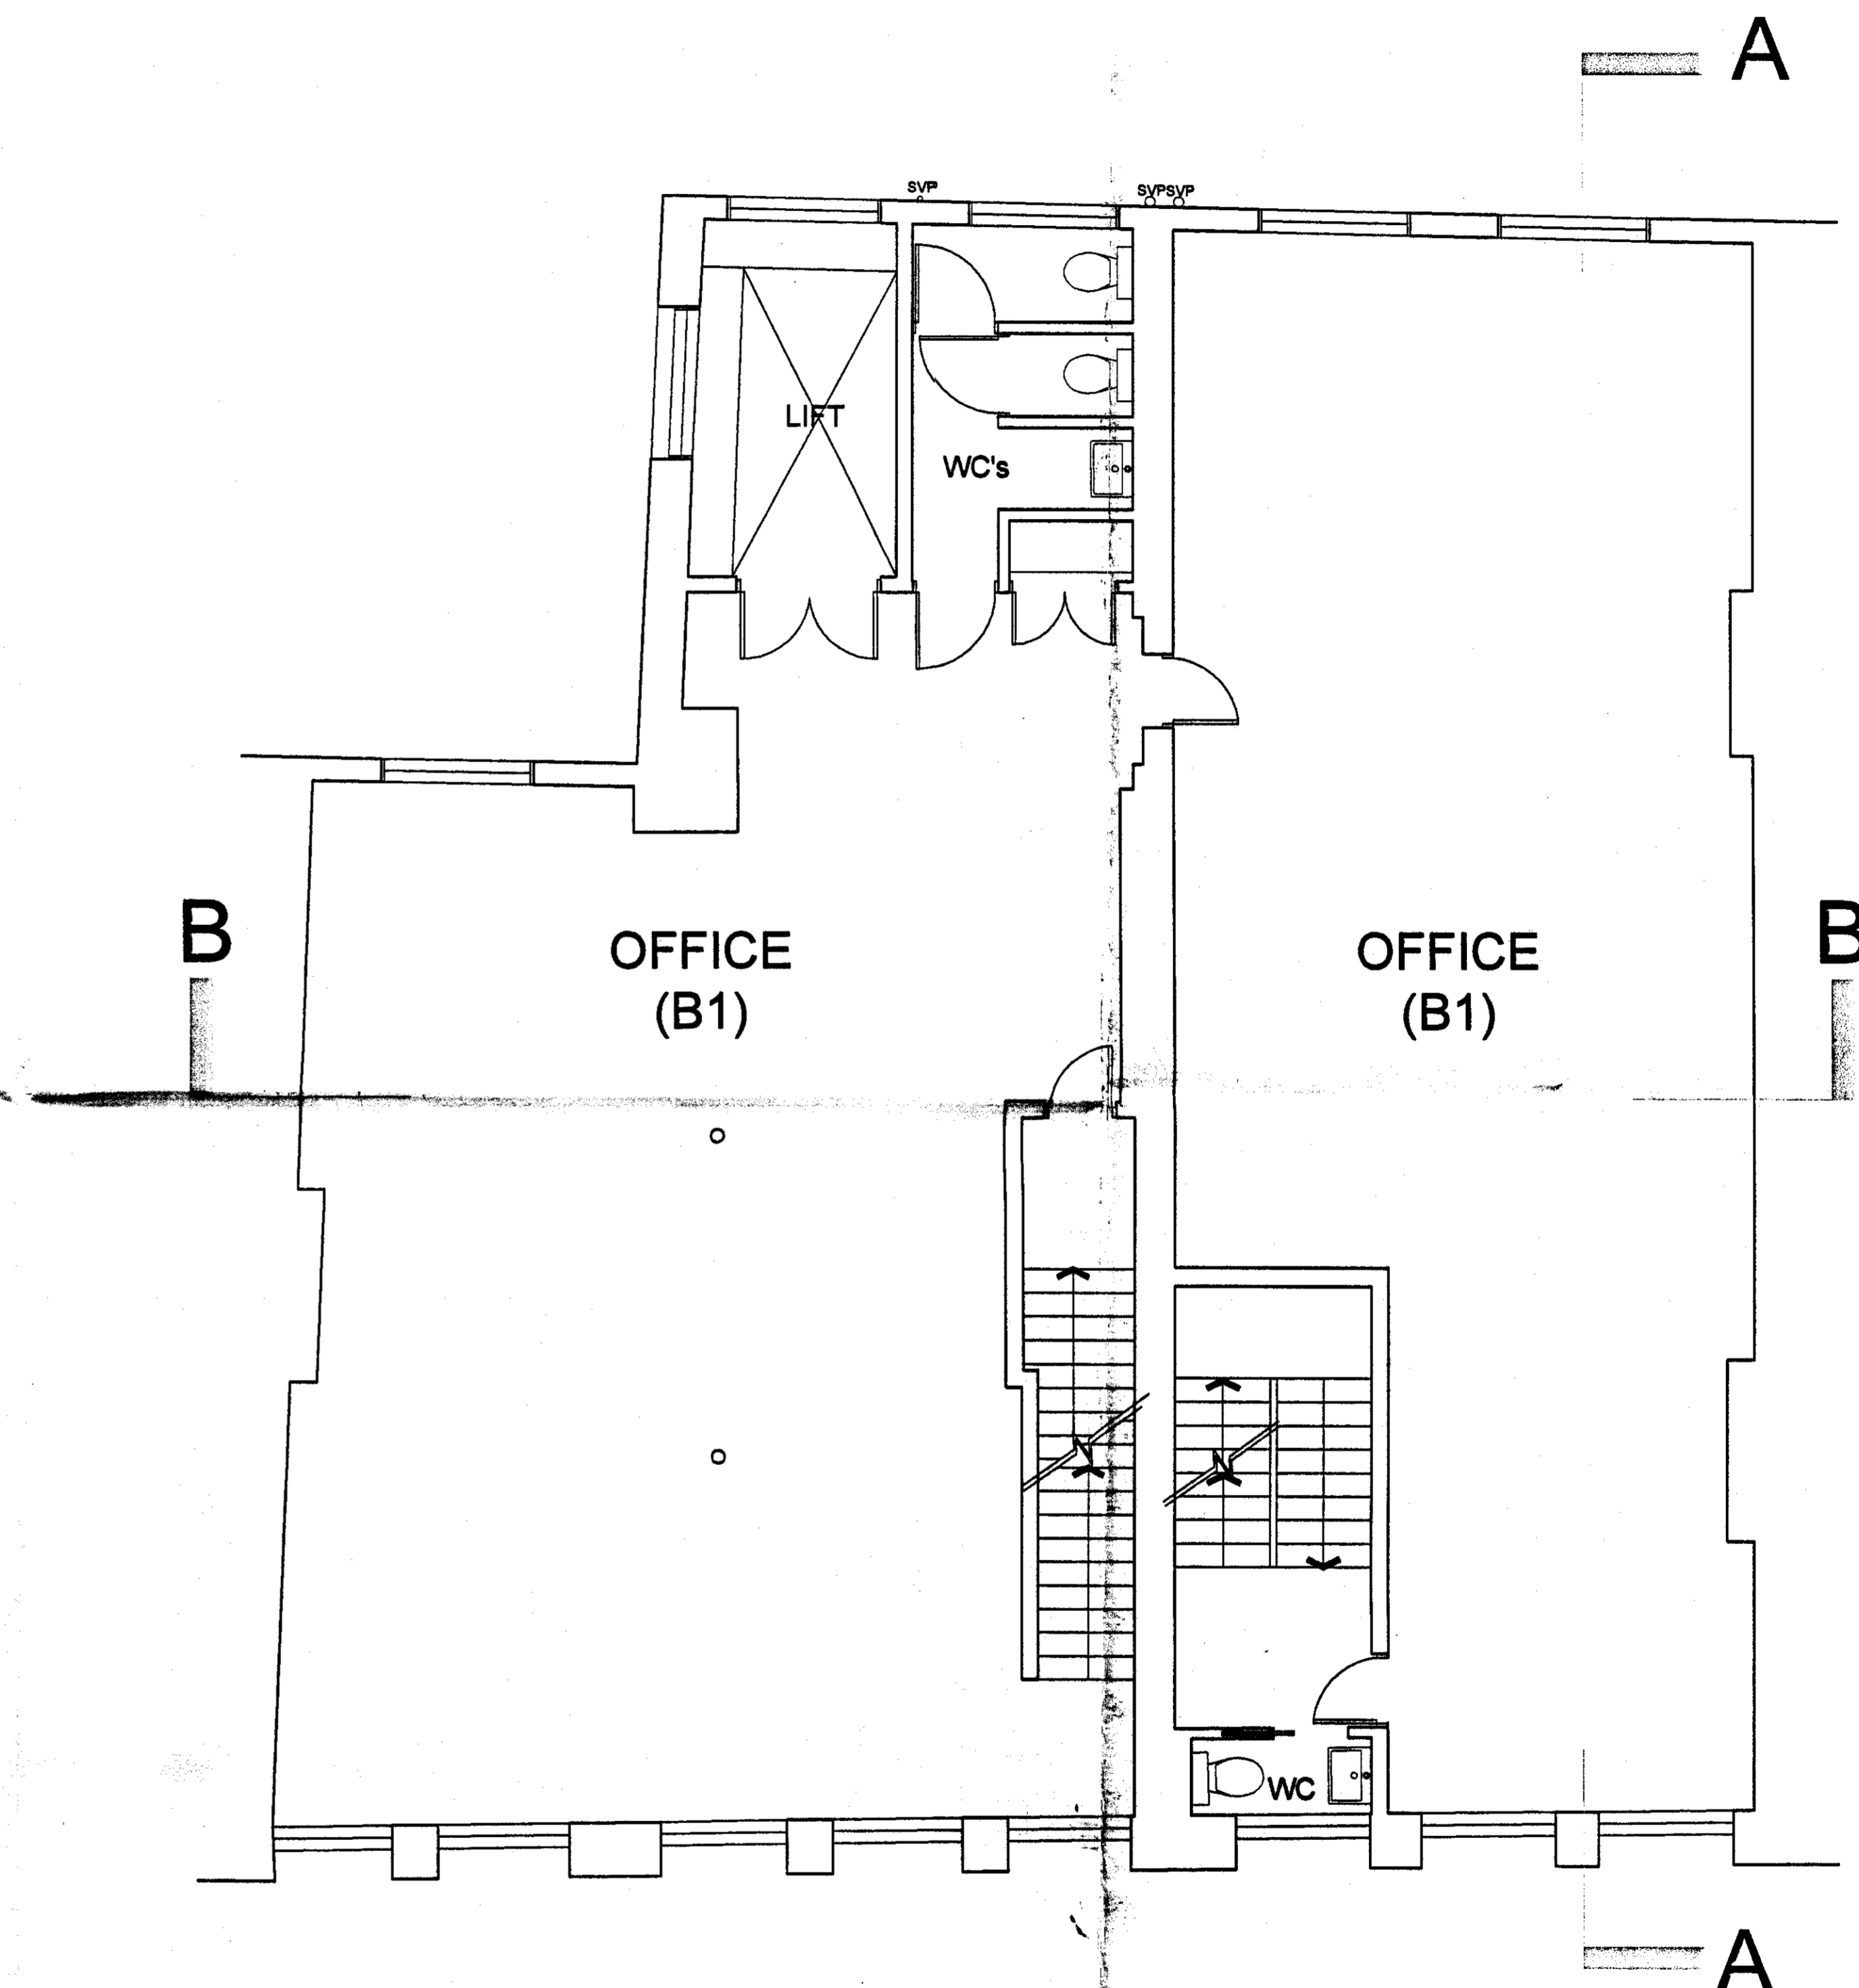 A
SVP
SVPSVP
LIFT
WC's
B
B
OFFICE
(B1)
OFFICE
(B1)
WC
A